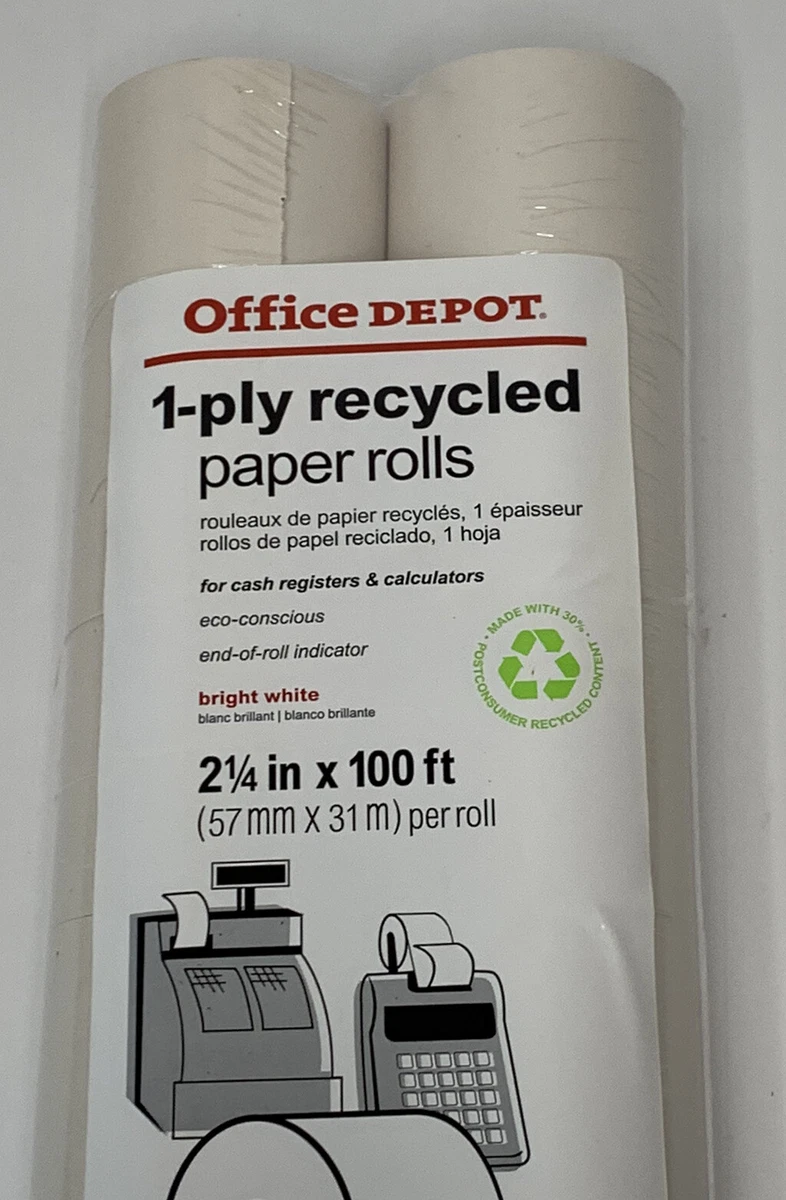 Office DEPOT®
1-ply recycled
paper rolls
rouleaux de papier recyclés, 1 épaisseur
rollos de papel reciclado, 1 hoja
for cash registers & calculators
eco-conscious
end-of-roll indicator
• MADE WITH 30% • POSTCONSUMER RECYCLED CONTENT
bright white
blanc brillant | blanco brillante
2¼ in x 100 ft
(57 mm X 31 m) per roll